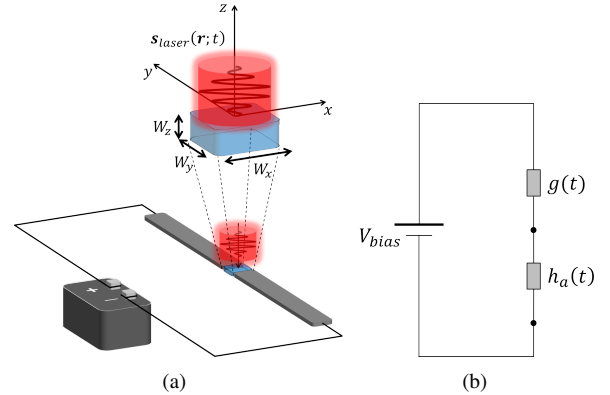 z
s_laser(r; t)
y
x
W_z
W_y
W_x
+
−
(a)
V_bias
g(t)
h_a(t)
(b)